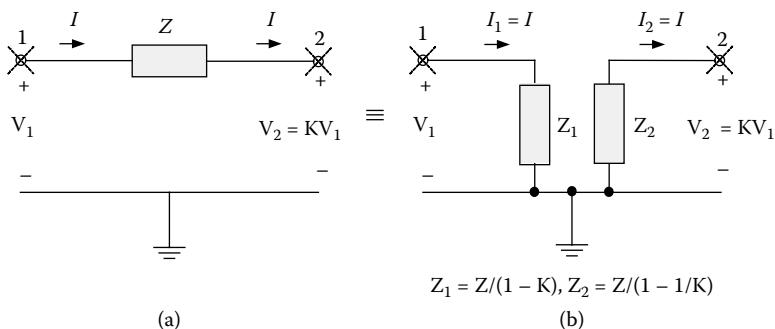 1
I
Z
I
2
+
+
V1
V2 = KV1
−
−
(a)
≡
1
I1 = I
I2 = I
2
+
+
V1
Z1
Z2
V2 = KV1
−
−
Z1 = Z/(1 − K), Z2 = Z/(1 − 1/K)
(b)